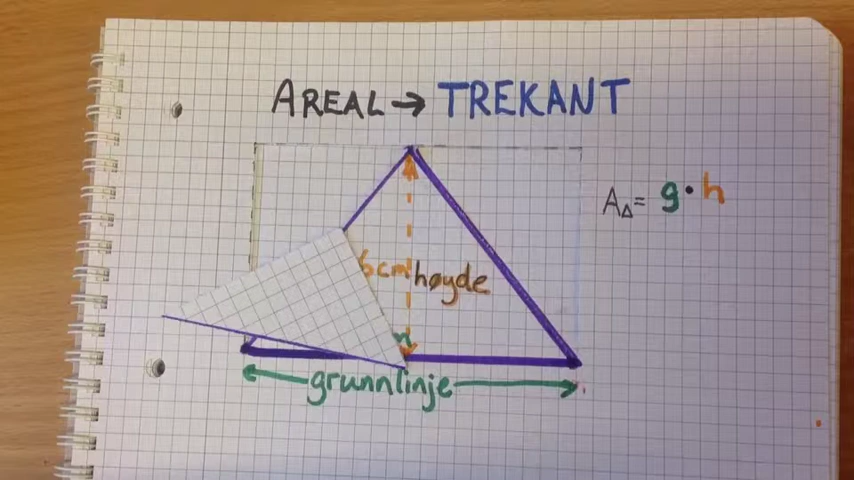 AREAL → TREKANT
A△= g·h
6cm høyde
grunnlinje